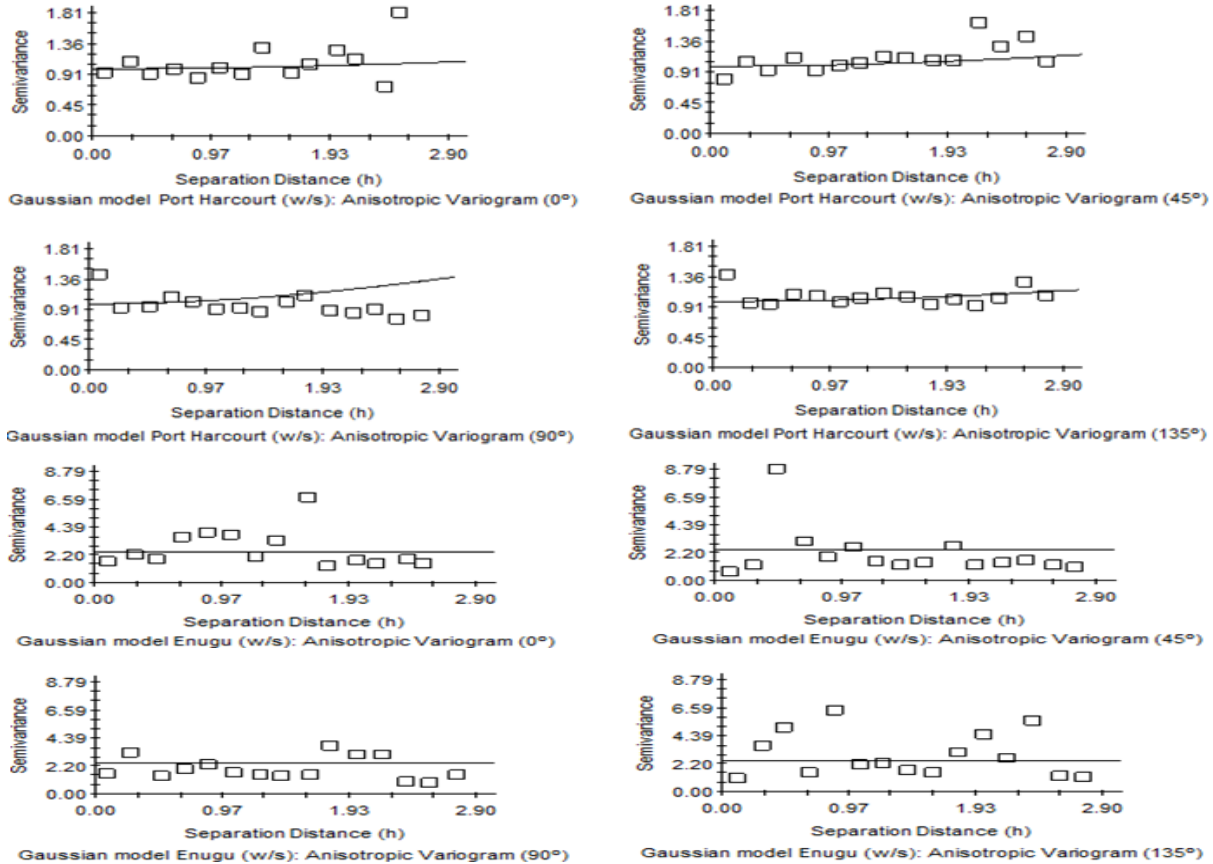 Semivariance
1.81
1.36
0.91
0.45
0.00
0.00 0.97 1.93 2.90
Separation Distance (h)
Gaussian model Port Harcourt (w/s): Anisotropic Variogram (0º)
Semivariance
1.81
1.36
0.91
0.45
0.00
0.00 0.97 1.93 2.90
Separation Distance (h)
Gaussian model Port Harcourt (w/s): Anisotropic Variogram (45º)
Semivariance
1.81
1.36
0.91
0.45
0.00
0.00 0.97 1.93 2.90
Separation Distance (h)
Gaussian model Port Harcourt (w/s): Anisotropic Variogram (90º)
Semivariance
1.81
1.36
0.91
0.45
0.00
0.00 0.97 1.93 2.90
Separation Distance (h)
Gaussian model Port Harcourt (w/s): Anisotropic Variogram (135º)
Semivariance
8.79
6.59
4.39
2.20
0.00
0.00 0.97 1.93 2.90
Separation Distance (h)
Gaussian model Enugu (w/s): Anisotropic Variogram (0º)
Semivariance
8.79
6.59
4.39
2.20
0.00
0.00 0.97 1.93 2.90
Separation Distance (h)
Gaussian model Enugu (w/s): Anisotropic Variogram (45º)
Semivariance
8.79
6.59
4.39
2.20
0.00
0.00 0.97 1.93 2.90
Separation Distance (h)
Gaussian model Enugu (w/s): Anisotropic Variogram (90º)
Semivariance
8.79
6.59
4.39
2.20
0.00
0.00 0.97 1.93 2.90
Separation Distance (h)
Gaussian model Enugu (w/s): Anisotropic Variogram (135º)